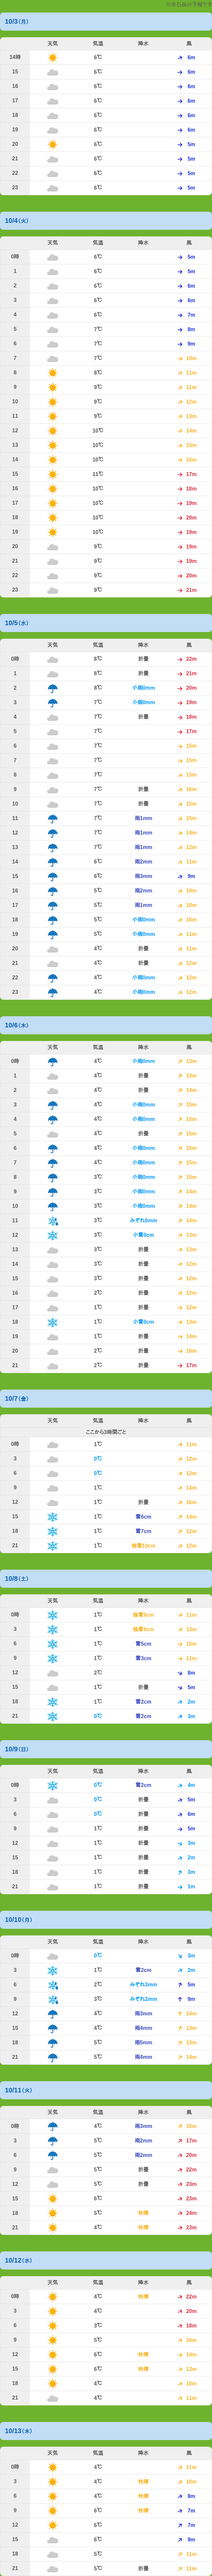 10/3(月)
天気 気温 降水 風
14時 6℃ 6m
15 6℃ 6m
16 6℃ 6m
17 6℃ 6m
18 6℃ 6m
19 6℃ 6m
20 6℃ 5m
21 6℃ 5m
22 6℃ 5m
23 6℃ 5m
10/4(火)
天気 気温 降水 風
0時 6℃ 5m
1 6℃ 5m
2 6℃ 6m
3 6℃ 6m
4 6℃ 7m
5 7℃ 8m
6 7℃ 9m
7 7℃ 10m
8 8℃ 11m
9 9℃ 11m
10 9℃ 12m
11 9℃ 13m
12 10℃ 14m
13 10℃ 15m
14 10℃ 16m
15 11℃ 17m
16 10℃ 18m
17 10℃ 19m
18 10℃ 20m
19 10℃ 19m
20 9℃ 19m
21 9℃ 19m
22 9℃ 20m
23 9℃ 21m
10/5(水)
天気 気温 降水 風
0時 8℃ 折畳 22m
1 8℃ 折畳 21m
2 8℃ 小雨0mm 20m
3 7℃ 小雨0mm 19m
4 7℃ 折畳 18m
5 7℃ 17m
6 7℃ 15m
7 7℃ 15m
8 7℃ 15m
9 7℃ 折畳 16m
10 7℃ 折畳 15m
11 7℃ 雨1mm 15m
12 7℃ 雨1mm 14m
13 7℃ 雨1mm 12m
14 6℃ 雨2mm 11m
15 6℃ 雨3mm 9m
16 5℃ 雨2mm 10m
17 5℃ 雨1mm 10m
18 5℃ 小雨0mm 10m
19 5℃ 小雨0mm 11m
20 4℃ 折畳 11m
21 4℃ 折畳 12m
22 4℃ 小雨0mm 12m
23 4℃ 小雨0mm 12m
10/6(木)
天気 気温 降水 風
0時 4℃ 小雨0mm 13m
1 4℃ 折畳 13m
2 4℃ 折畳 14m
3 4℃ 小雨0mm 15m
4 4℃ 小雨0mm 15m
5 4℃ 折畳 15m
6 4℃ 小雨0mm 15m
7 4℃ 小雨0mm 15m
8 3℃ 小雨0mm 15m
9 3℃ 小雨0mm 14m
10 3℃ 小雨0mm 14m
11 3℃ みぞれ0mm 14m
12 3℃ 小雪0cm 13m
13 3℃ 折畳 13m
14 3℃ 折畳 12m
15 3℃ 折畳 12m
16 2℃ 折畳 12m
17 1℃ 折畳 12m
18 1℃ 小雪0cm 13m
19 1℃ 折畳 14m
20 2℃ 折畳 16m
21 2℃ 折畳 17m
10/7(金)
天気 気温 降水 風
ここから3時間ごと
0時 1℃ 11m
3 0℃ 12m
6 0℃ 12m
9 1℃ 14m
12 1℃ 折畳 16m
15 1℃ 雪6cm 14m
18 1℃ 雪7cm 12m
21 1℃ 強雪10cm 12m
10/8(土)
天気 気温 降水 風
0時 1℃ 強雪9cm 11m
3 1℃ 強雪8cm 13m
6 1℃ 雪5cm 15m
9 1℃ 雪3cm 11m
12 2℃ 8m
15 1℃ 折畳 5m
18 1℃ 雪2cm 2m
21 0℃ 雪2cm 3m
10/9(日)
天気 気温 降水 風
0時 0℃ 雪2cm 4m
3 0℃ 折畳 5m
6 0℃ 折畳 6m
9 1℃ 折畳 5m
12 1℃ 折畳 3m
15 1℃ 折畳 2m
18 1℃ 折畳 3m
21 1℃ 折畳 1m
10/10(月)
天気 気温 降水 風
0時 0℃ 3m
3 1℃ 雪2cm 2m
6 2℃ みぞれ3mm 5m
9 3℃ みぞれ2mm 9m
12 4℃ 雨3mm 14m
15 4℃ 雨4mm 13m
18 5℃ 雨5mm 13m
21 4℃ 雨4mm 14m
10/11(火)
天気 気温 降水 風
0時 4℃ 雨3mm 15m
3 5℃ 雨2mm 17m
6 5℃ 雨2mm 20m
9 5℃ 折畳 22m
12 5℃ 折畳 23m
15 6℃ 23m
18 5℃ 快晴 24m
21 4℃ 快晴 23m
10/12(水)
天気 気温 降水 風
0時 4℃ 快晴 22m
3 4℃ 20m
6 3℃ 18m
9 5℃ 16m
12 6℃ 快晴 14m
15 6℃ 快晴 12m
18 4℃ 10m
21 4℃ 11m
10/13(木)
天気 気温 降水 風
0時 4℃ 11m
3 4℃ 快晴 10m
6 4℃ 快晴 8m
9 6℃ 快晴 7m
12 6℃ 7m
15 6℃ 9m
18 5℃ 11m
21 5℃ 折畳 11m